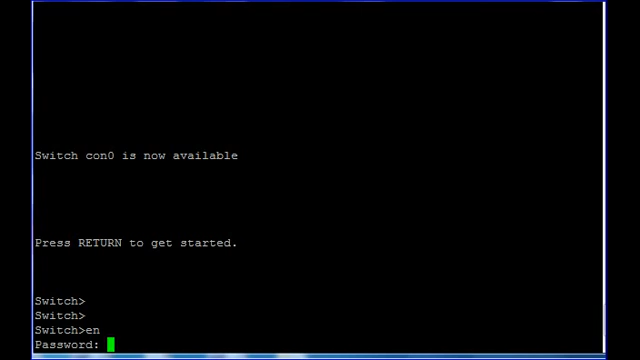 Switch con0 is now available
Press RETURN to get started.
Switch>
Switch>
Switch>en
Password: